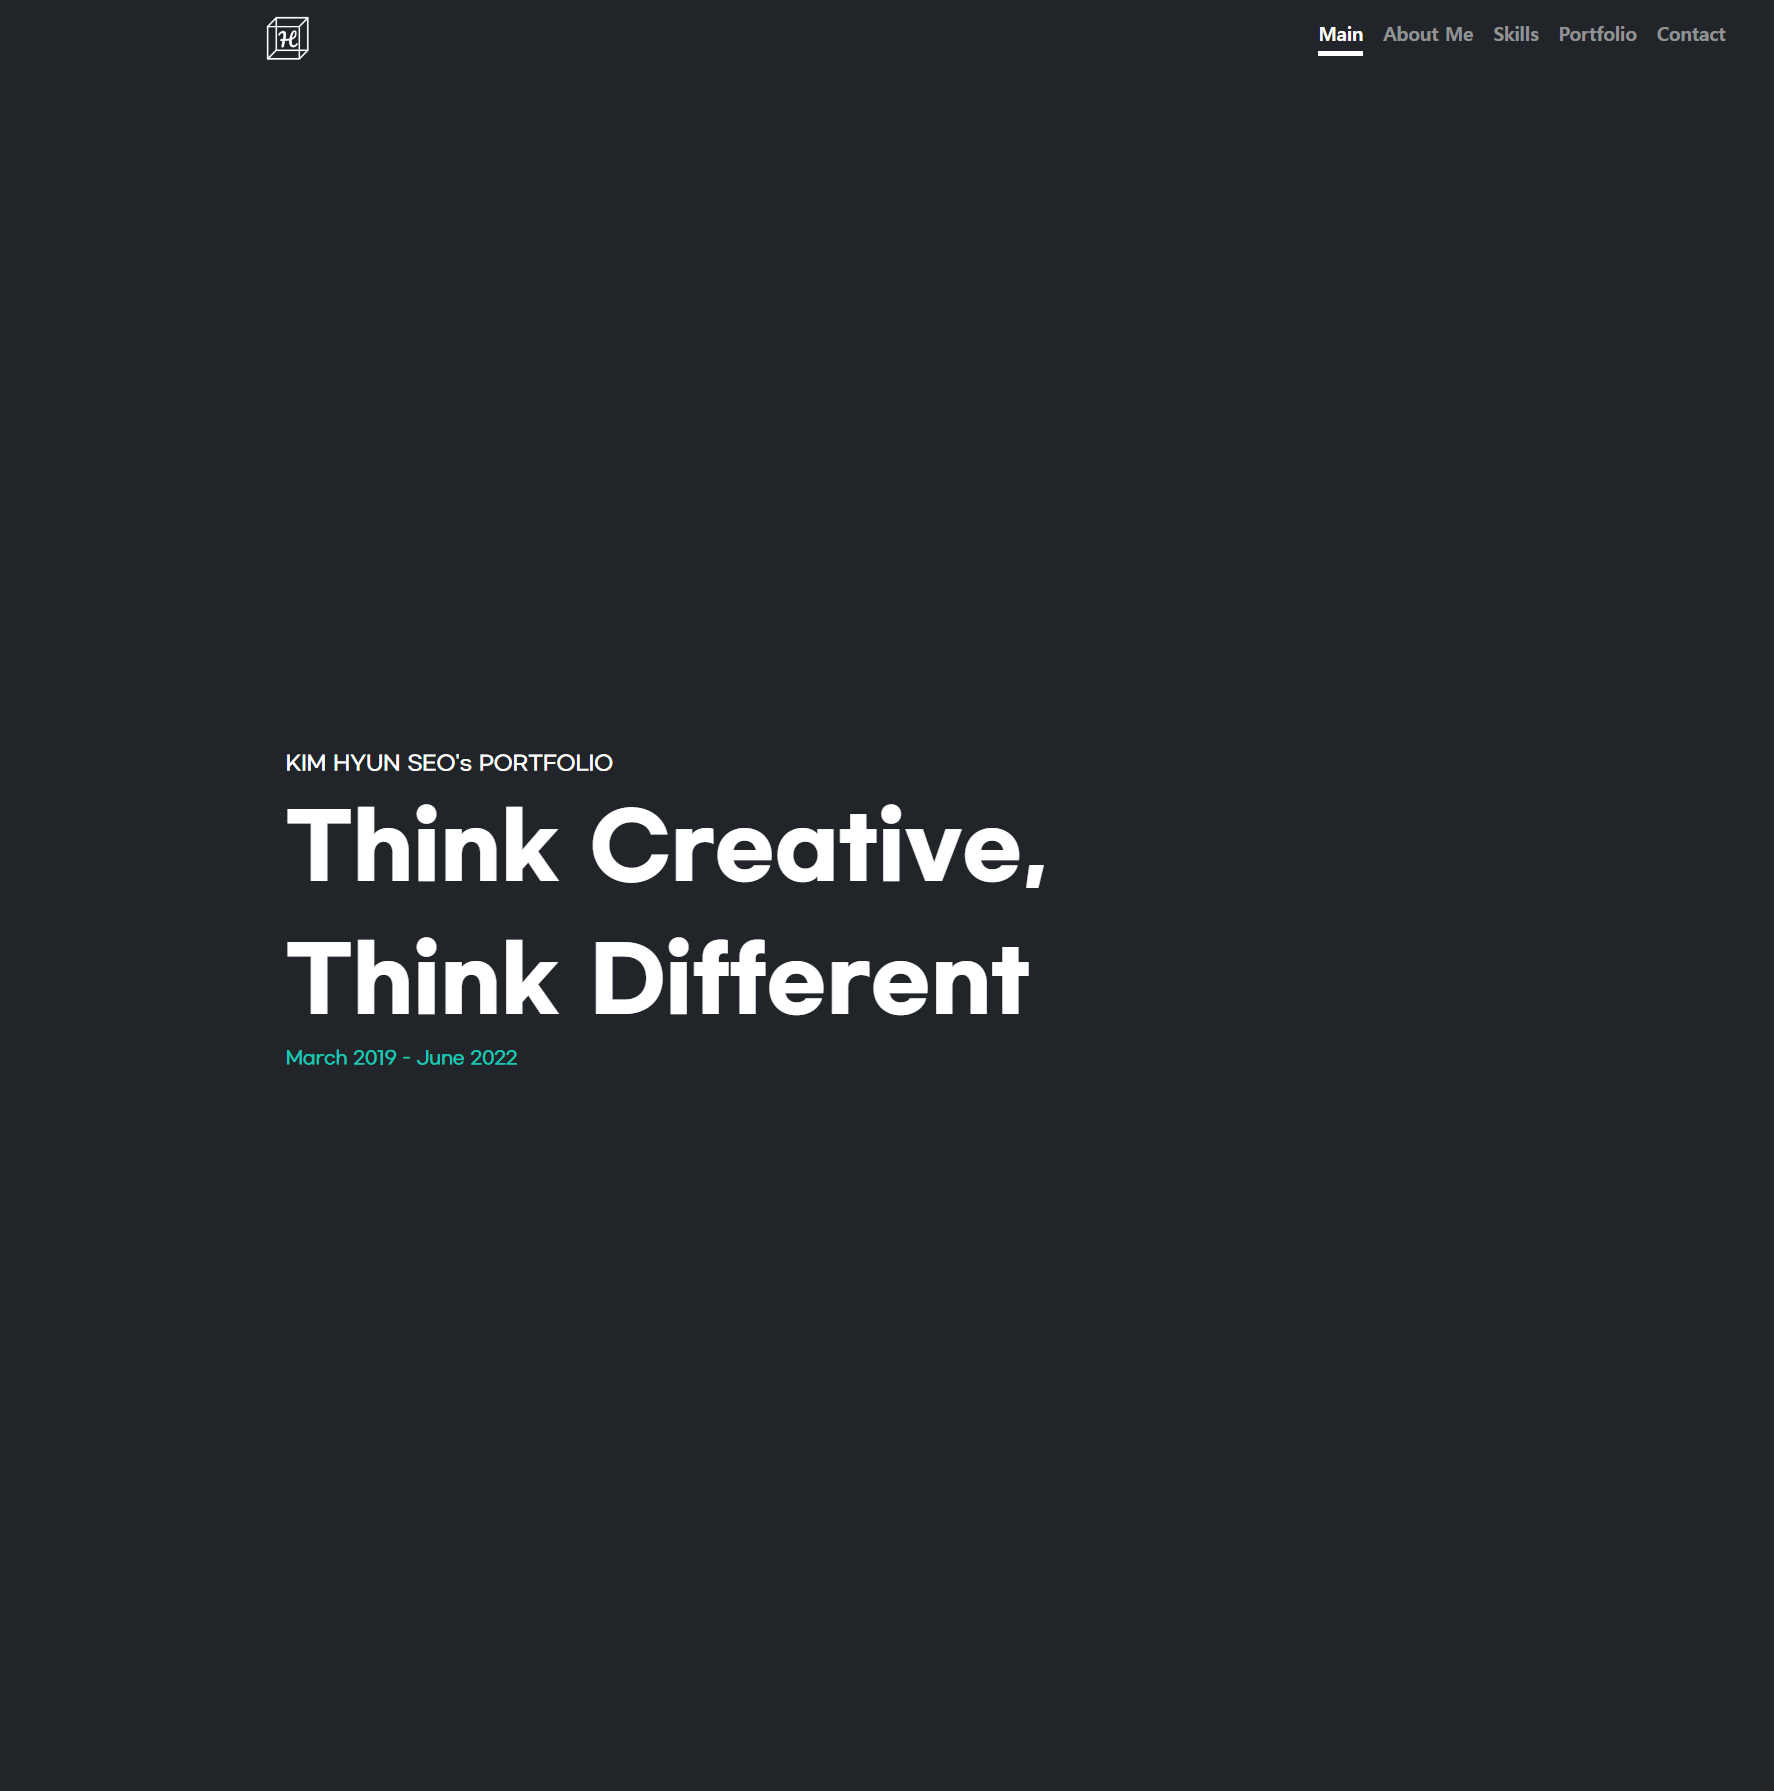 H
Main About Me Skills Portfolio Contact
KIM HYUN SEO's PORTFOLIO
Think Creative,
Think Different
March 2019 - June 2022